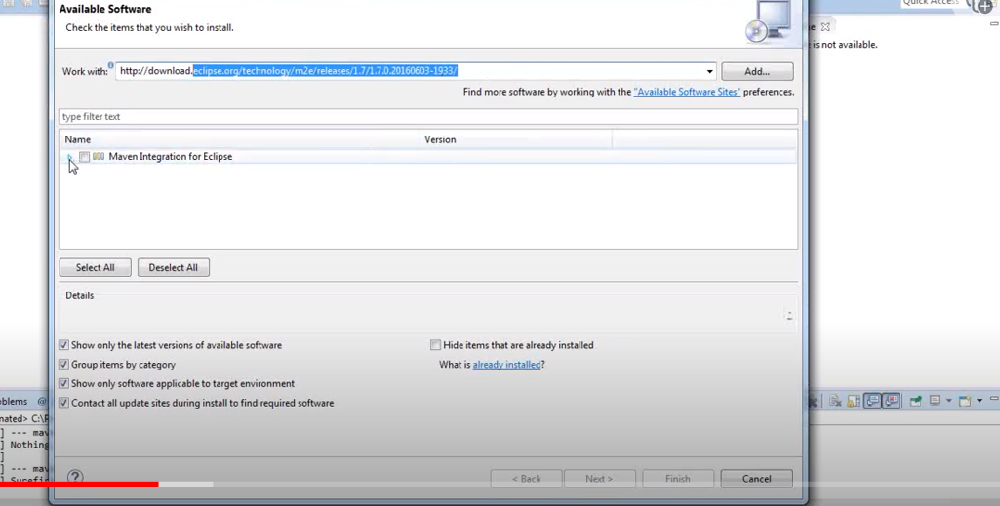 Quick Access
Available Software
Check the items that you wish to install.
is not available.
Work with:
http://download.eclipse.org/technology/m2e/releases/1.7/1.7.0.20160603-1933/
Add...
Find more software by working with the "Available Software Sites" preferences.
type filter text
Name Version
Maven Integration for Eclipse
Select All Deselect All
Details
Show only the latest versions of available software
Hide items that are already installed
Group items by category
What is already installed?
Show only software applicable to target environment
Contact all update sites during install to find required software
oblems @
nated> C:\
] --- mav
] Nothing
]
] --- mav
?
< Back Next > Finish Cancel